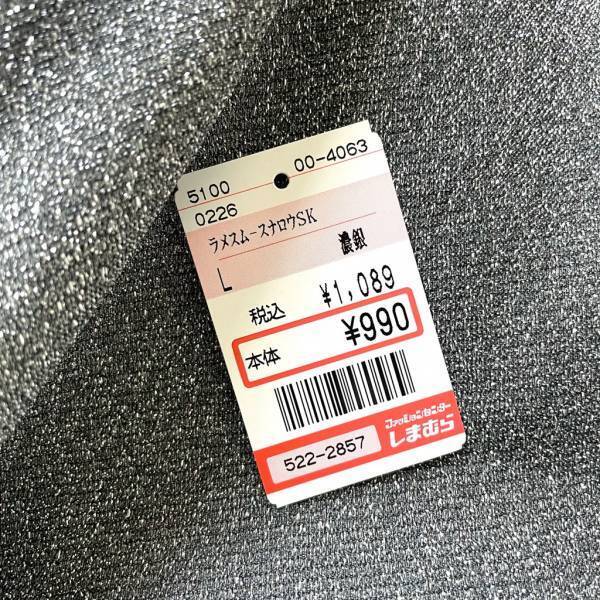 5100 00-4063
0226
ラメスムースナロウSK
L 濃銀
税込 ¥1,089
本体 ¥990
ファッションセンター
しまむら
522-2857